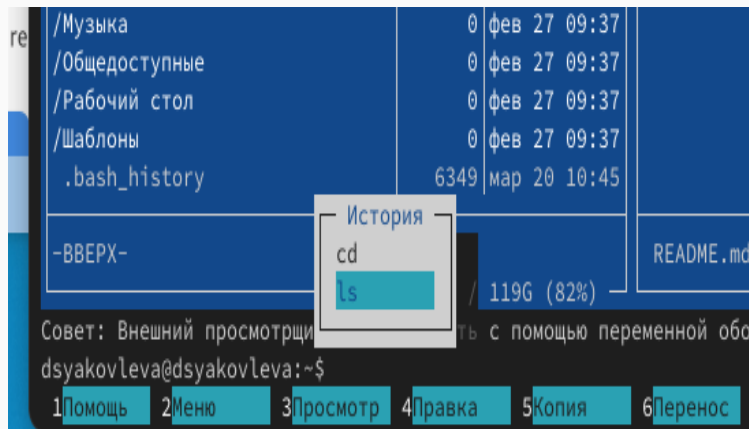 re
/Музыка 0 фев 27 09:37
/Общедоступные 0 фев 27 09:37
/Рабочий стол 0 фев 27 09:37
/Шаблоны 0 фев 27 09:37
.bash_history 6349 мар 20 10:45
История
-ВВЕРХ- cd README.md
ls / 119G (82%)
Совет: Внешний просмотрщи ть с помощью переменной обо
dsyakovleva@dsyakovleva:~$
1Помощь 2Меню 3Просмотр 4Правка 5Копия 6Перенос